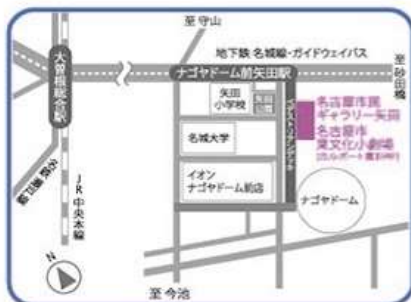 至 守山
地下鉄 名城線・ガイドウェイバス
至 砂田橋
大曽根総合駅
ナゴヤドーム前矢田駅
矢田
小学校
名古屋市民
ギャラリー矢田
名古屋市
東文化小劇場
名城大学
イオン
ナゴヤドーム前店
ナゴヤドーム
JR中央本線
N
至 今池